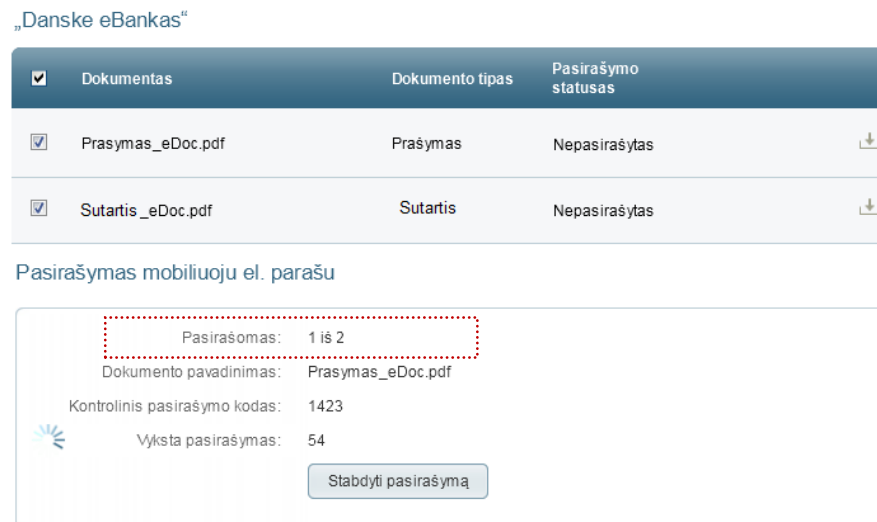 „Danske eBankas“
Dokumentas Dokumento tipas Pasirašymo statusas
Prasymas_eDoc.pdf Prašymas Nepasirašytas
Sutartis_eDoc.pdf Sutartis Nepasirašytas
Pasirašymas mobiliuoju el. parašu
Pasirašomas: 1 iš 2
Dokumento pavadinimas: Prasymas_eDoc.pdf
Kontrolinis pasirašymo kodas: 1423
Vyksta pasirašymas: 54
Stabdyti pasirašymą